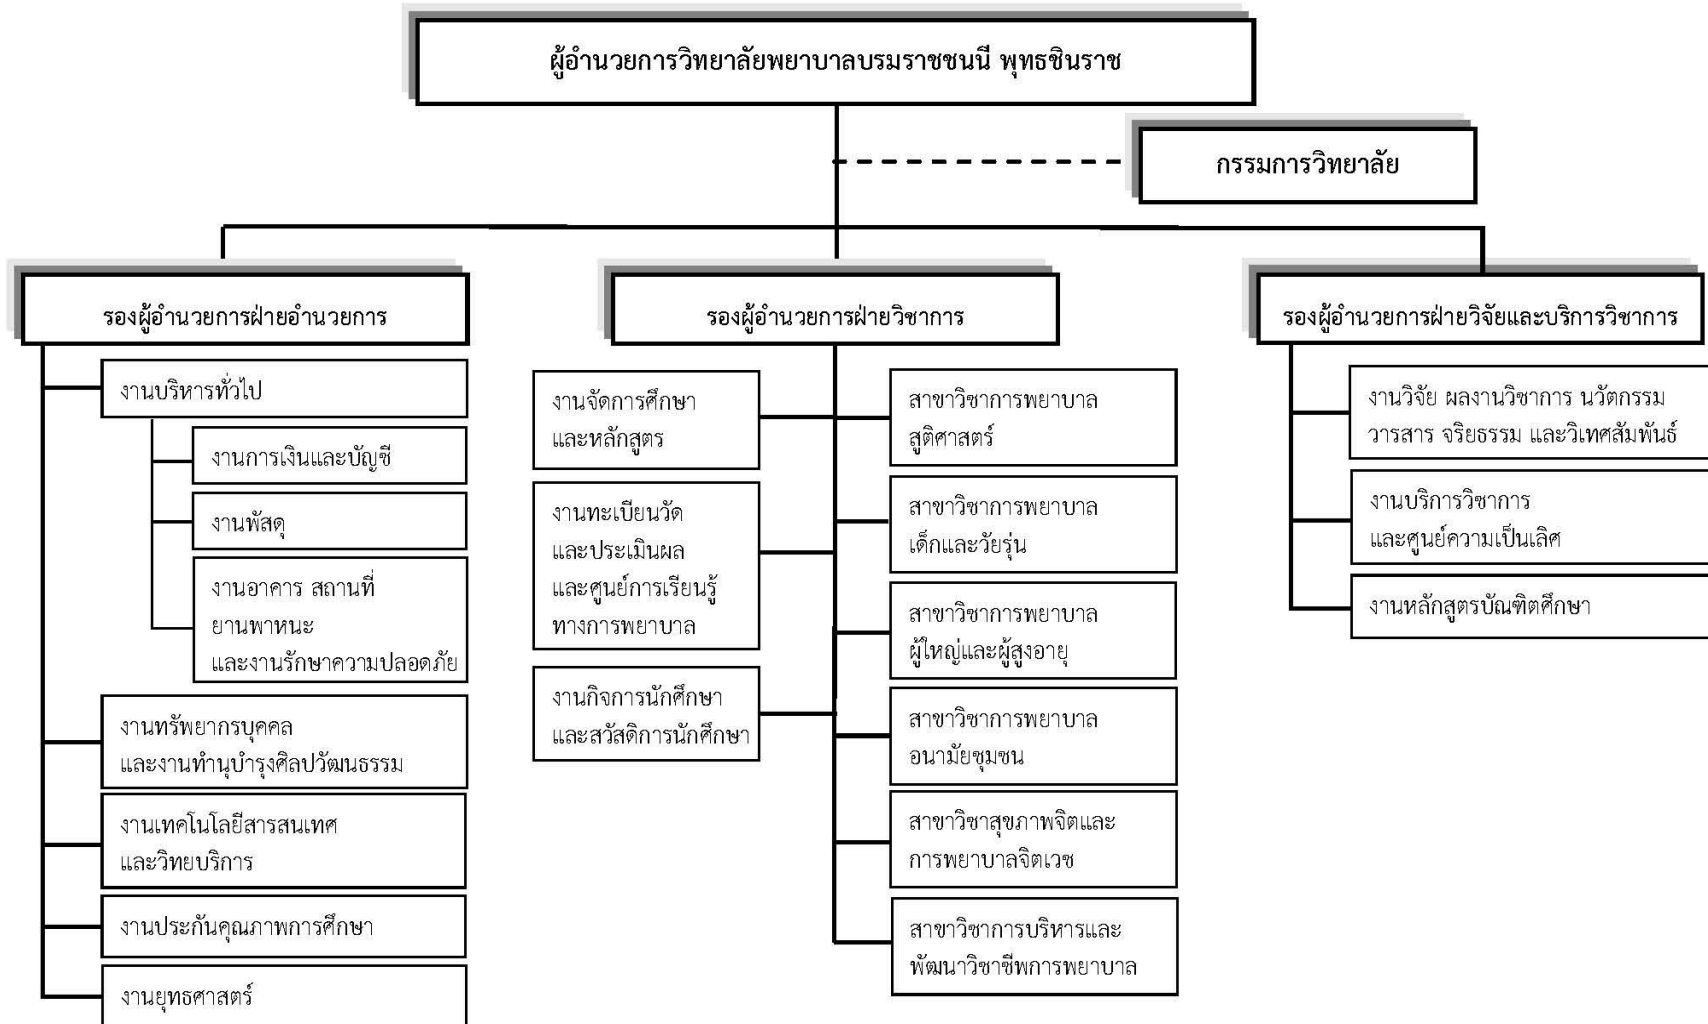 ผู้อำนวยการวิทยาลัยพยาบาลบรมราชชนนี พุทธชินราช
กรรมการวิทยาลัย
รองผู้อำนวยการฝ่ายอำนวยการ
งานบริหารทั่วไป
งานการเงินและบัญชี
งานพัสดุ
งานอาคาร สถานที่
ยานพาหนะ
และงานรักษาความปลอดภัย
งานทรัพยากรบุคคล
และงานทำนุบำรุงศิลปวัฒนธรรม
งานเทคโนโลยีสารสนเทศ
และวิทยบริการ
งานประกันคุณภาพการศึกษา
งานยุทธศาสตร์
รองผู้อำนวยการฝ่ายวิชาการ
งานจัดการศึกษา
และหลักสูตร
งานทะเบียนวัด
และประเมินผล
และศูนย์การเรียนรู้
ทางการพยาบาล
งานกิจการนักศึกษา
และสวัสดิการนักศึกษา
สาขาวิชาการพยาบาล
สูติศาสตร์
สาขาวิชาการพยาบาล
เด็กและวัยรุ่น
สาขาวิชาการพยาบาล
ผู้ใหญ่และผู้สูงอายุ
สาขาวิชาการพยาบาล
อนามัยชุมชน
สาขาวิชาสุขภาพจิตและ
การพยาบาลจิตเวช
สาขาวิชาการบริหารและ
พัฒนาวิชาชีพการพยาบาล
รองผู้อำนวยการฝ่ายวิจัยและบริการวิชาการ
งานวิจัย ผลงานวิชาการ นวัตกรรม
วารสาร จริยธรรม และวิเทศสัมพันธ์
งานบริการวิชาการ
และศูนย์ความเป็นเลิศ
งานหลักสูตรบัณฑิตศึกษา